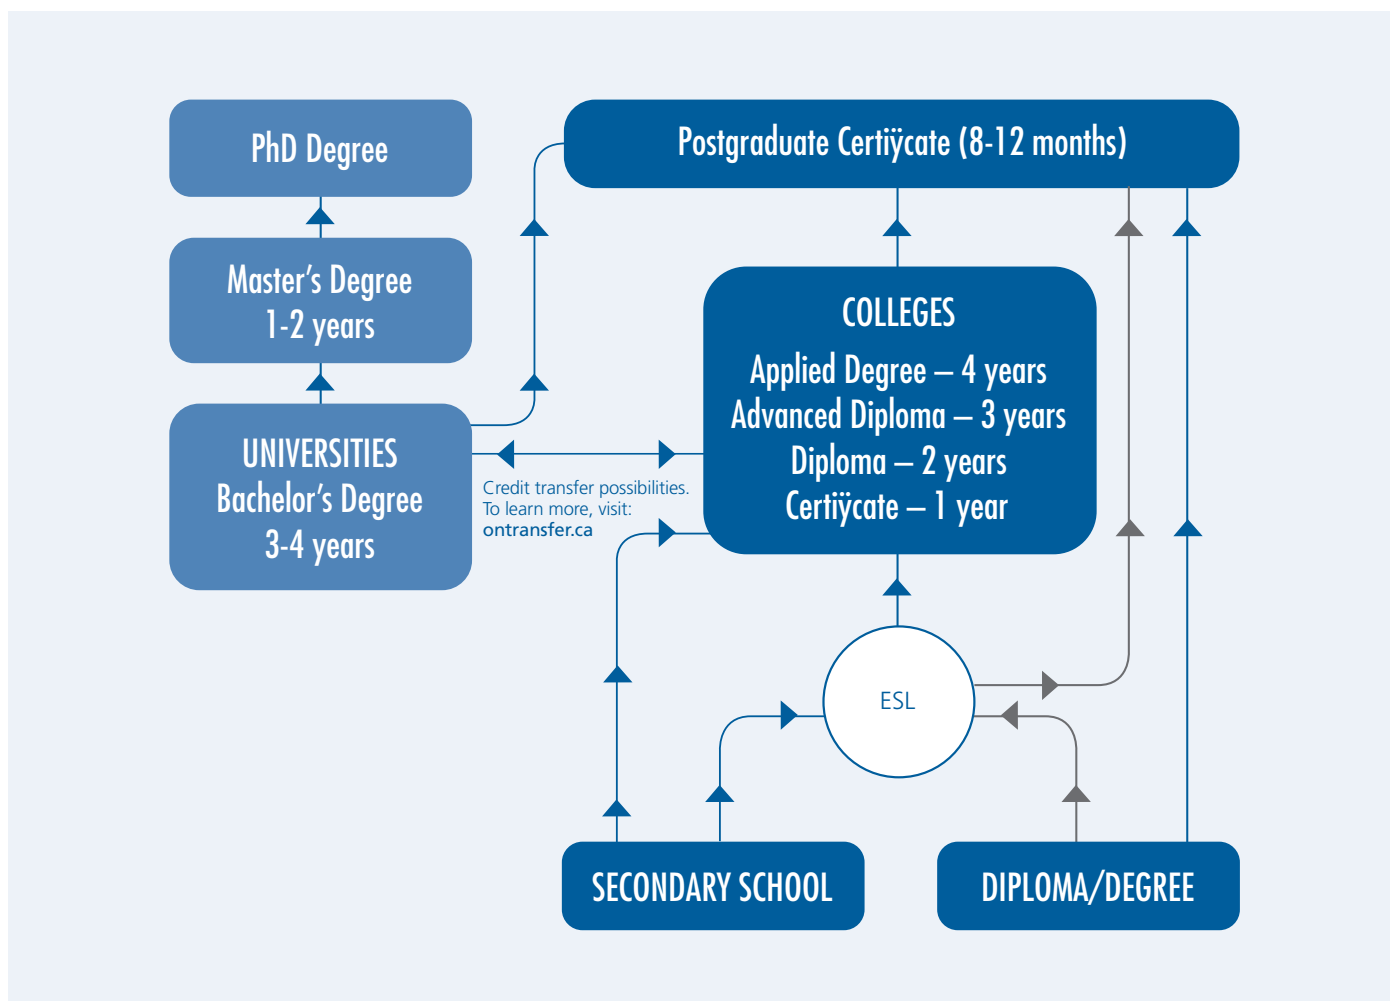 PhD Degree
Postgraduate Certiÿcate (8-12 months)
Master's Degree
1-2 years
COLLEGES
Applied Degree – 4 years
Advanced Diploma – 3 years
Diploma – 2 years
Certiÿcate – 1 year
UNIVERSITIES
Bachelor's Degree
3-4 years
Credit transfer possibilities.
To learn more, visit:
ontransfer.ca
ESL
SECONDARY SCHOOL
DIPLOMA/DEGREE